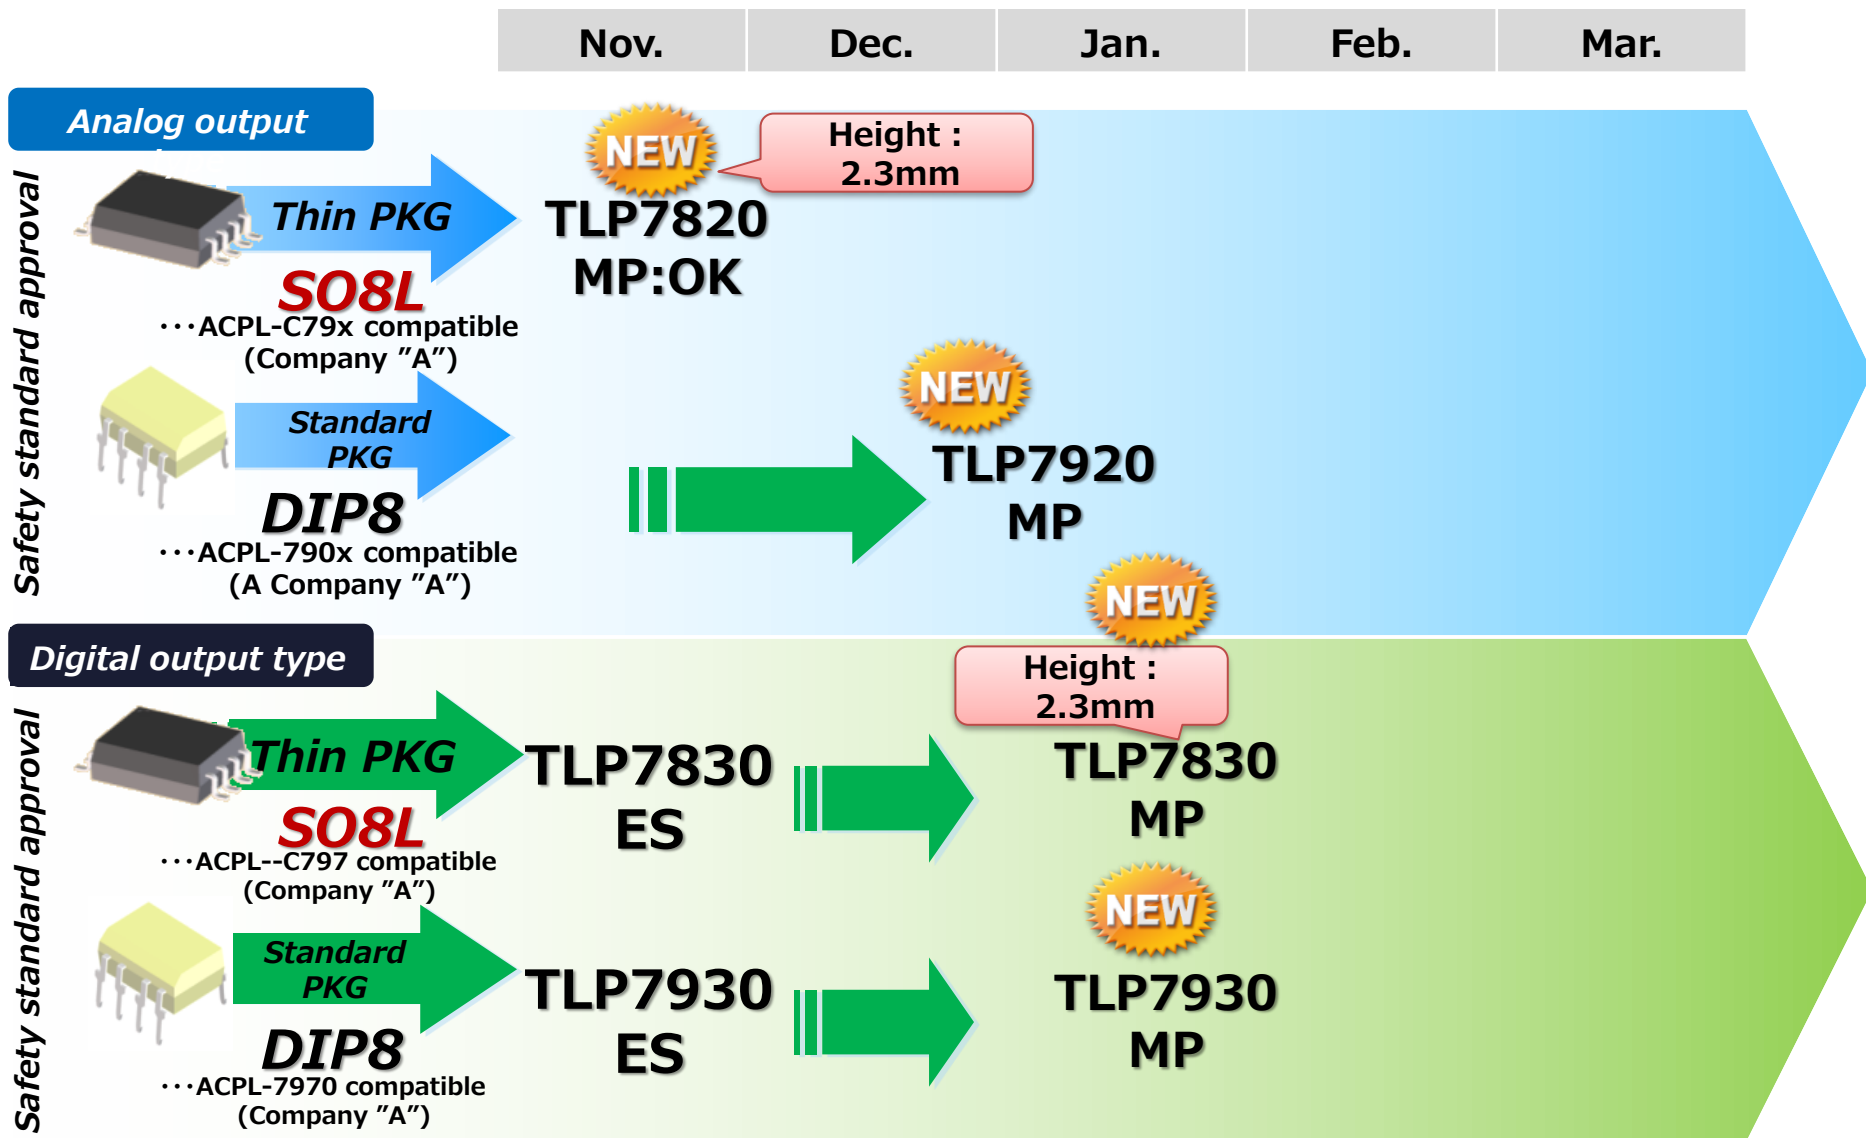 Nov. Dec. Jan. Feb. Mar.
Analog output
Safety standard approval
Thin PKG
SO8L
･･･ACPL-C79x compatible
(Company ”A”)
NEW
Height :
2.3mm
TLP7820
MP:OK
Standard
PKG
DIP8
･･･ACPL-790x compatible
(A Company ”A”)
NEW
TLP7920
MP
Digital output type
Safety standard approval
Thin PKG
SO8L
･･･ACPL--C797 compatible
(Company ”A”)
TLP7830
ES
NEW
Height :
2.3mm
TLP7830
MP
Standard
PKG
DIP8
･･･ACPL-7970 compatible
(Company ”A”)
TLP7930
ES
NEW
TLP7930
MP